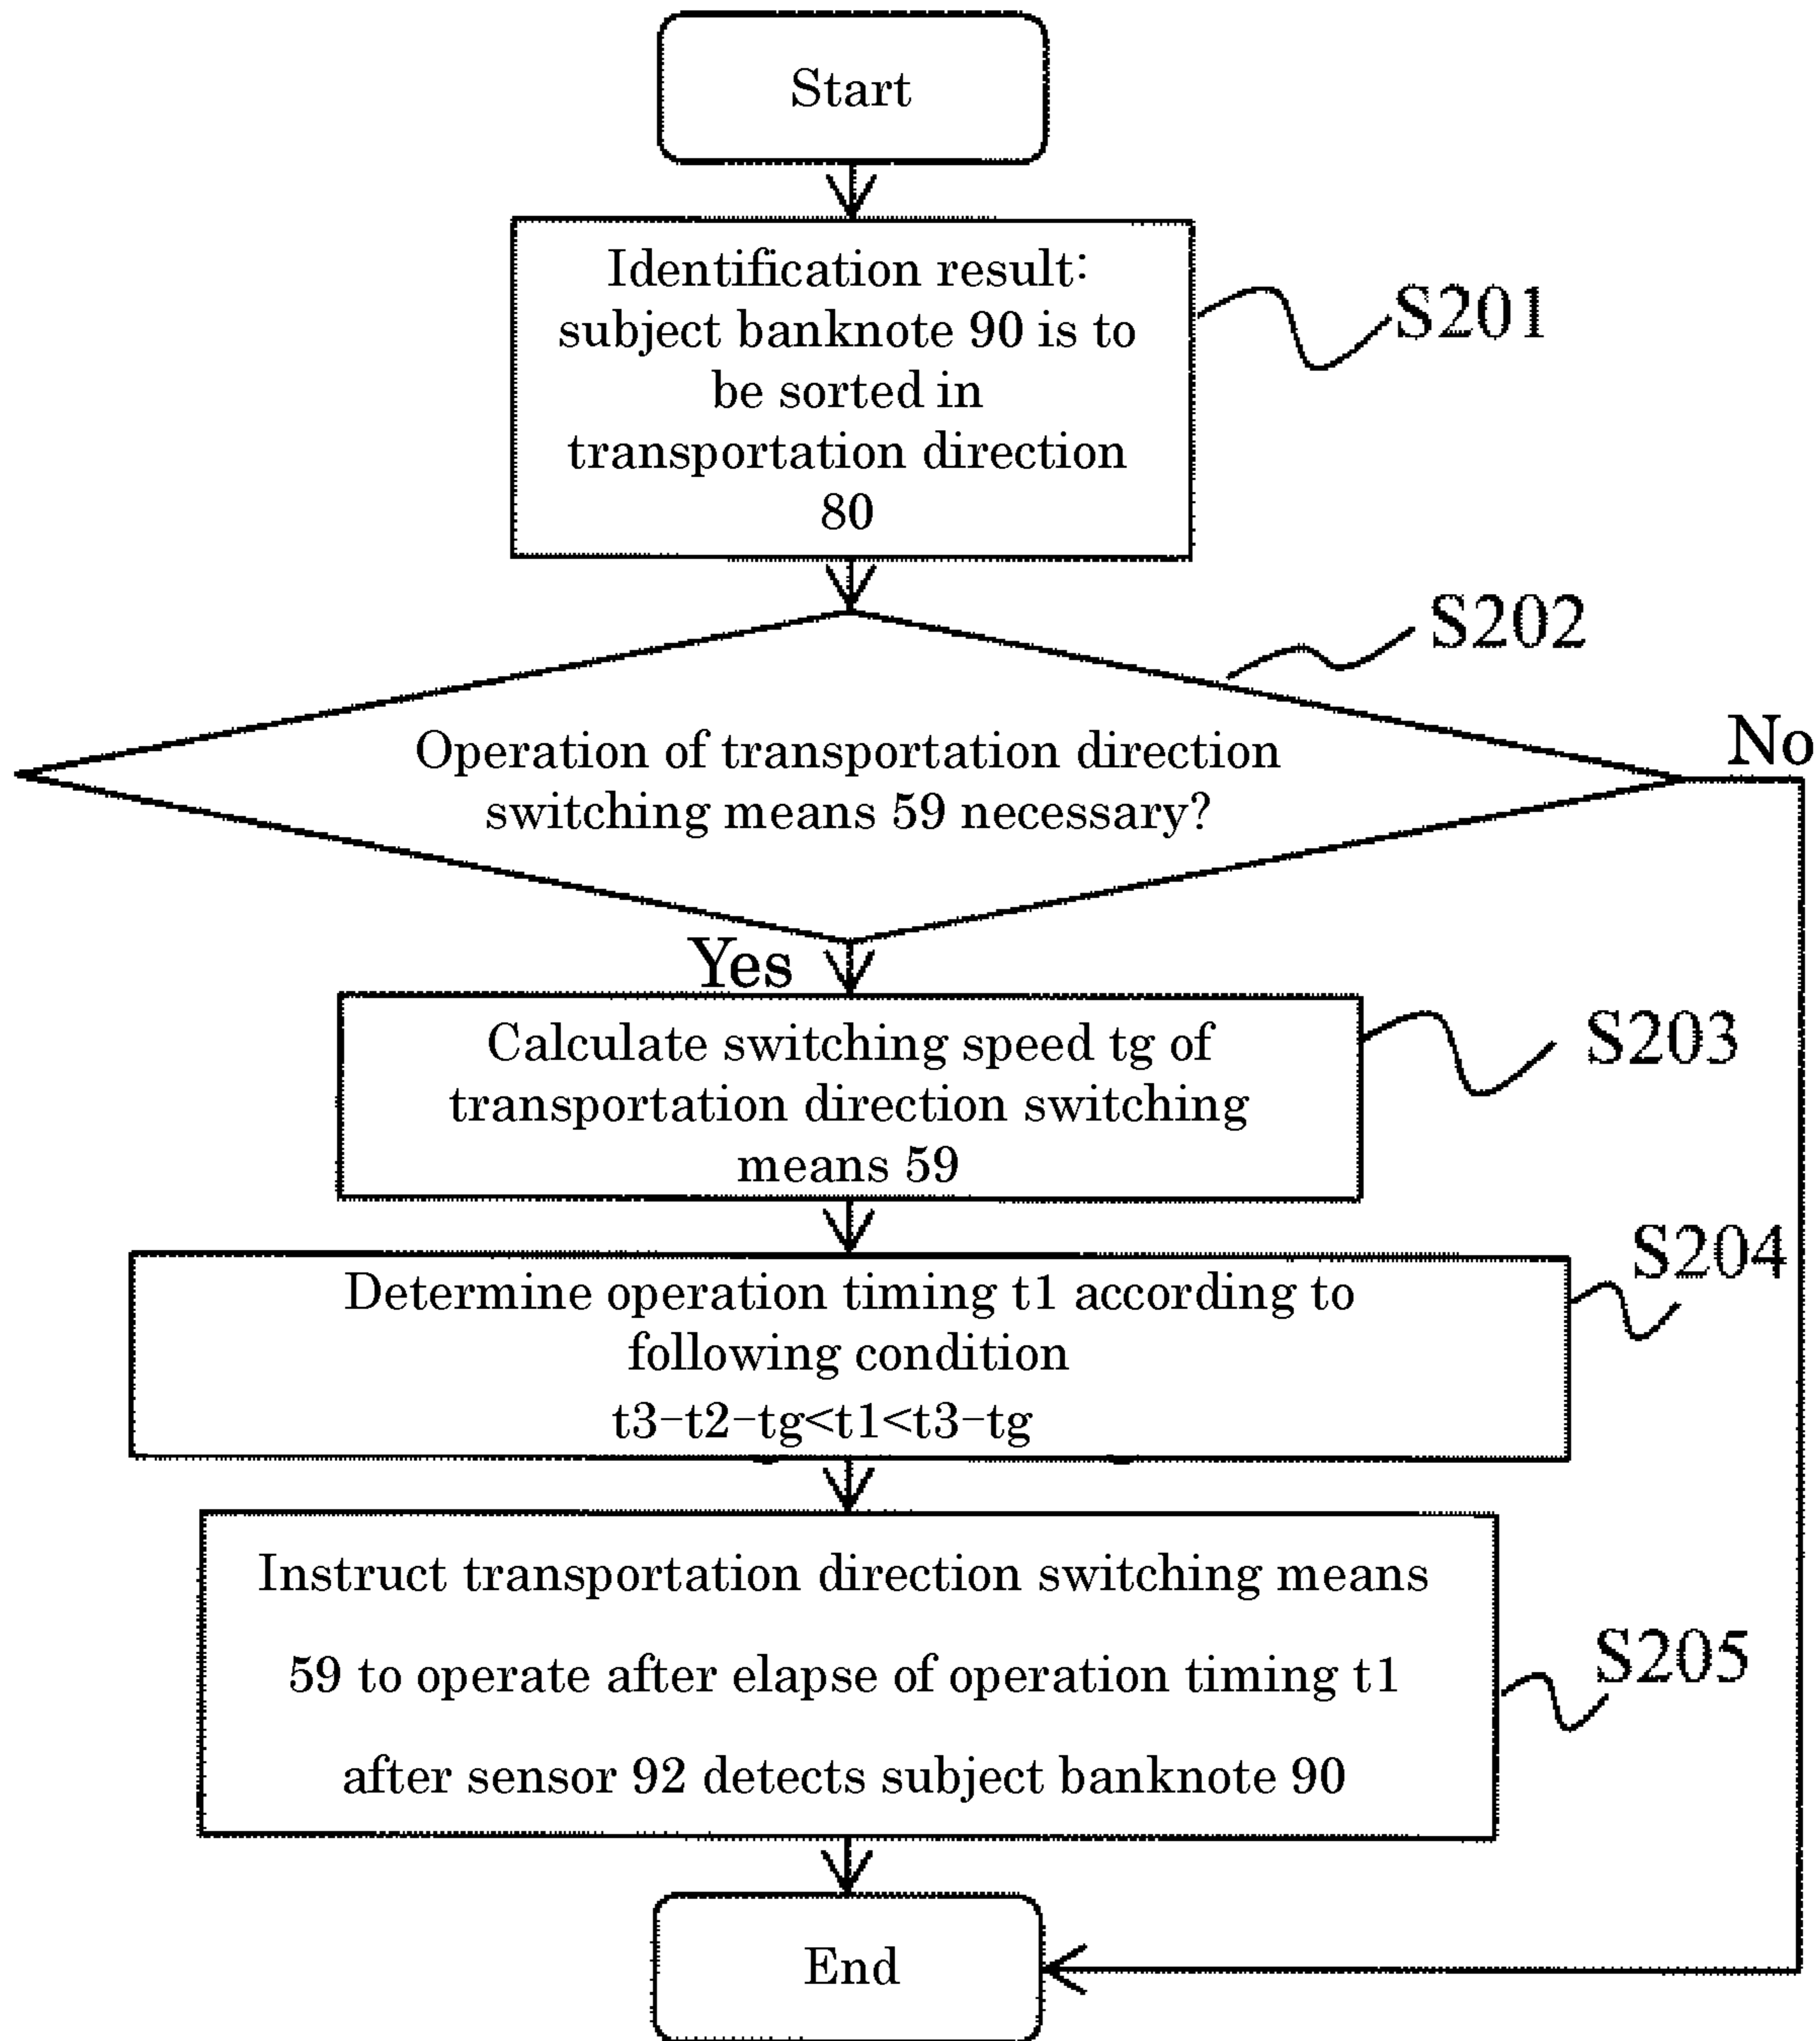 Start
Identification result:
subject banknote 90 is to
be sorted in
transportation direction
80
S201
S202
Operation of transportation direction
switching means 59 necessary?
No
Yes
Calculate switching speed tg of
transportation direction switching
means 59
S203
Determine operation timing t1 according to
following condition
t3-t2-tg<t1<t3-tg
S204
Instruct transportation direction switching means
59 to operate after elapse of operation timing t1
after sensor 92 detects subject banknote 90
S205
End